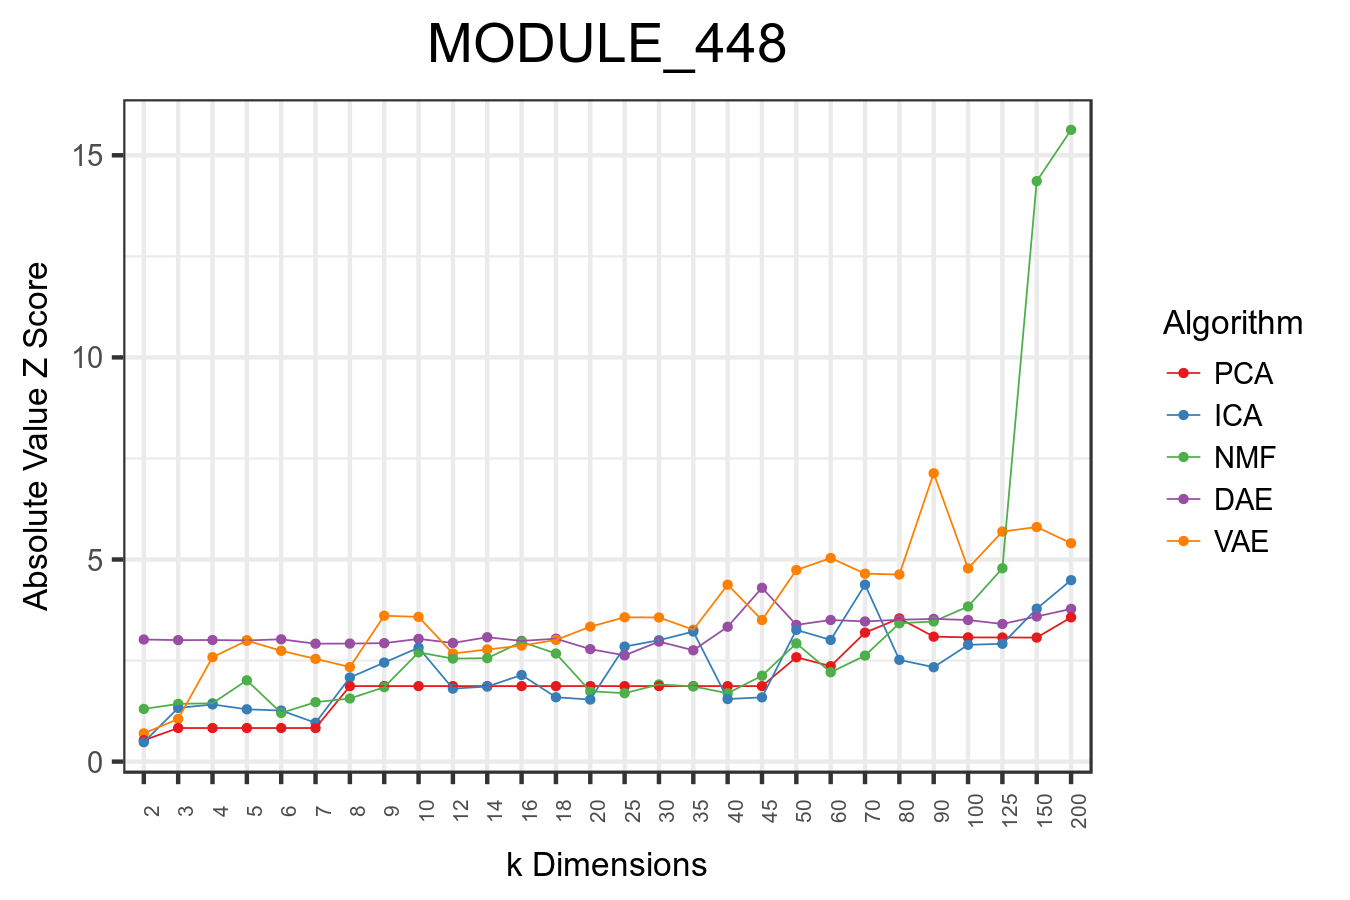 MODULE_448
Absolute Value Z Score
15
10
5
0
2 3 4 5 6 7 8 9 10 12 14 16 18 20 25 30 35 40 45 50 60 70 80 90 100 125 150 200
k Dimensions
Algorithm
PCA
ICA
NMF
DAE
VAE